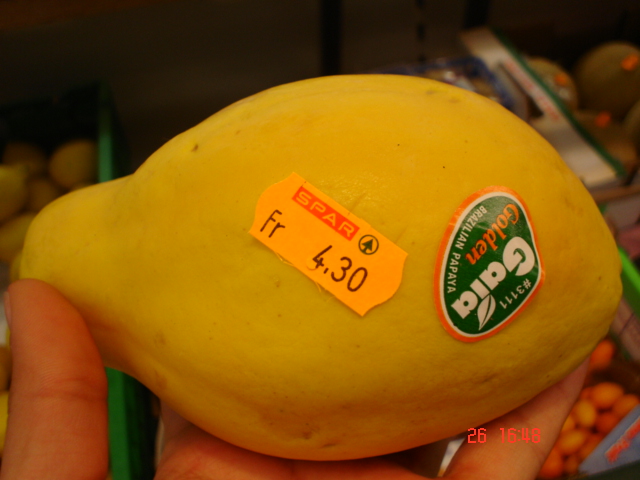 SPAR
Fr 4.30
Golden
BRAZILIAN PAPAYA
Gaia
#3111
26 16:48